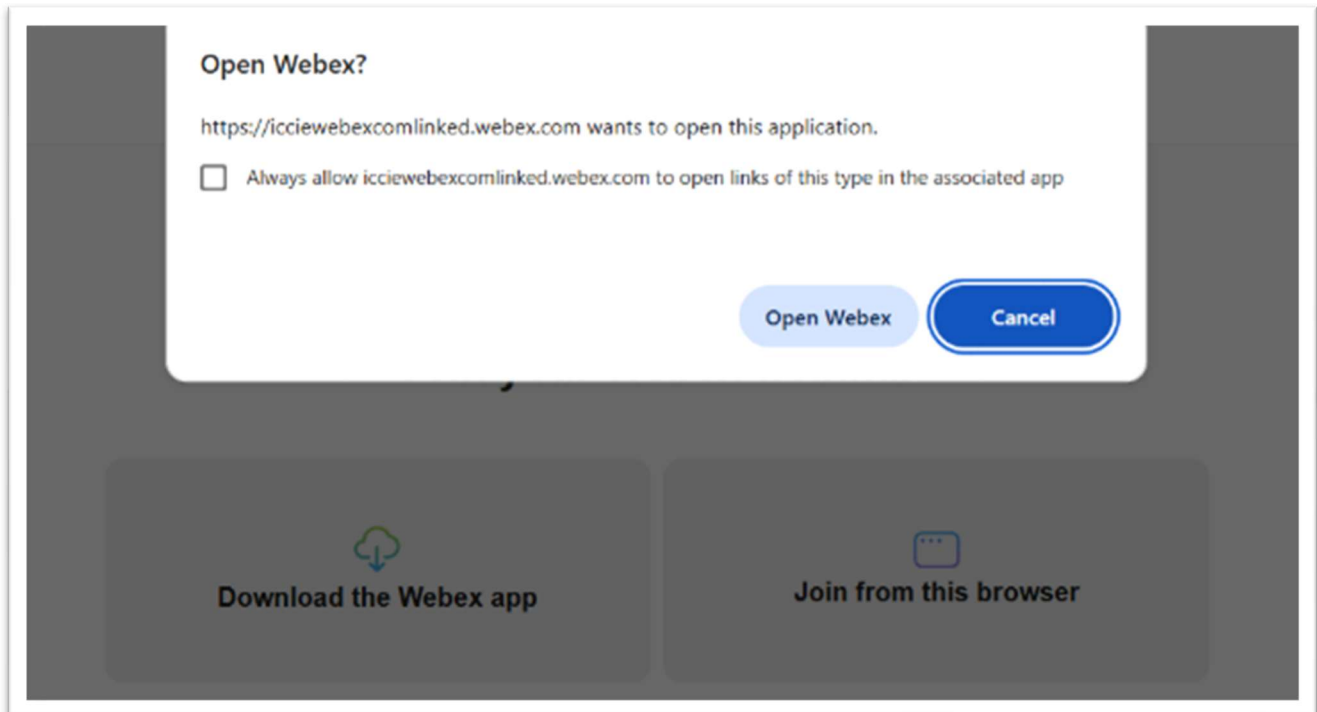 Open Webex?
https://icciewebexcomlinked.webex.com wants to open this application.
Always allow icciewebexcomlinked.webex.com to open links of this type in the associated app
Open Webex
Cancel
Download the Webex app
Join from this browser